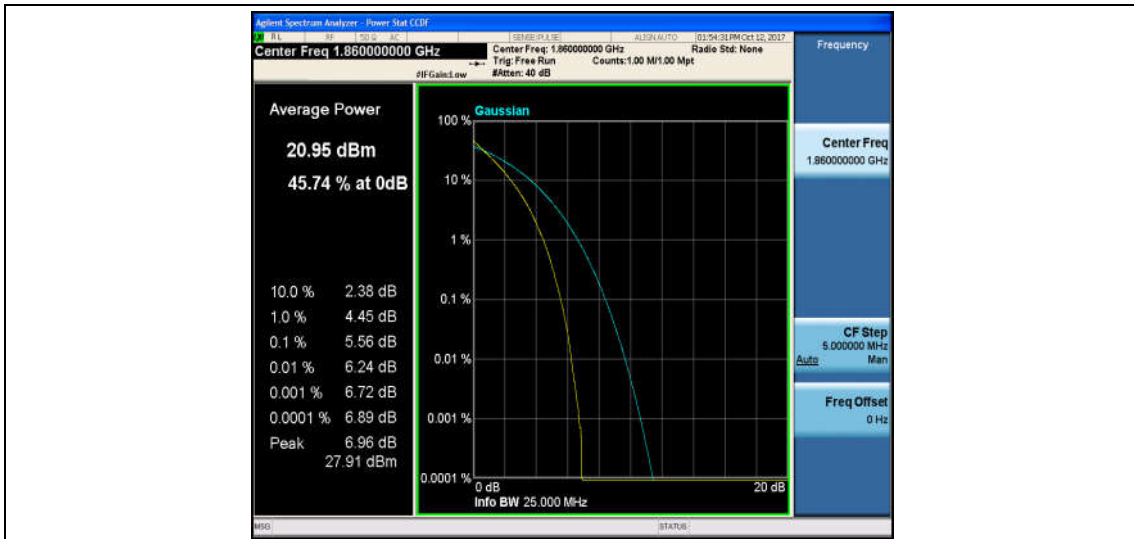 Agilent Spectrum Analyzer - Power Stat CCDF
RL RF 50 Ω AC SENSE:PULSE ALIGNAUTO 01:54:31 PM Oct 12, 2017
Center Freq 1.860000000 GHz
Center Freq: 1.860000000 GHz Radio Std: None
Trig: Free Run Counts:1.00 M/1.00 Mpt
#IFGain:Low #Atten: 40 dB
Frequency
Average Power
20.95 dBm
45.74 % at 0dB
10.0 % 2.38 dB
1.0 % 4.45 dB
0.1 % 5.56 dB
0.01 % 6.24 dB
0.001 % 6.72 dB
0.0001 % 6.89 dB
Peak 6.96 dB
27.91 dBm
Gaussian
100 %
10 %
1 %
0.1 %
0.01 %
0.001 %
0.0001 %
0 dB 20 dB
Info BW 25.000 MHz
Center Freq
1.860000000 GHz
CF Step
5.000000 MHz
Auto Man
Freq Offset
0 Hz
MSG STATUS